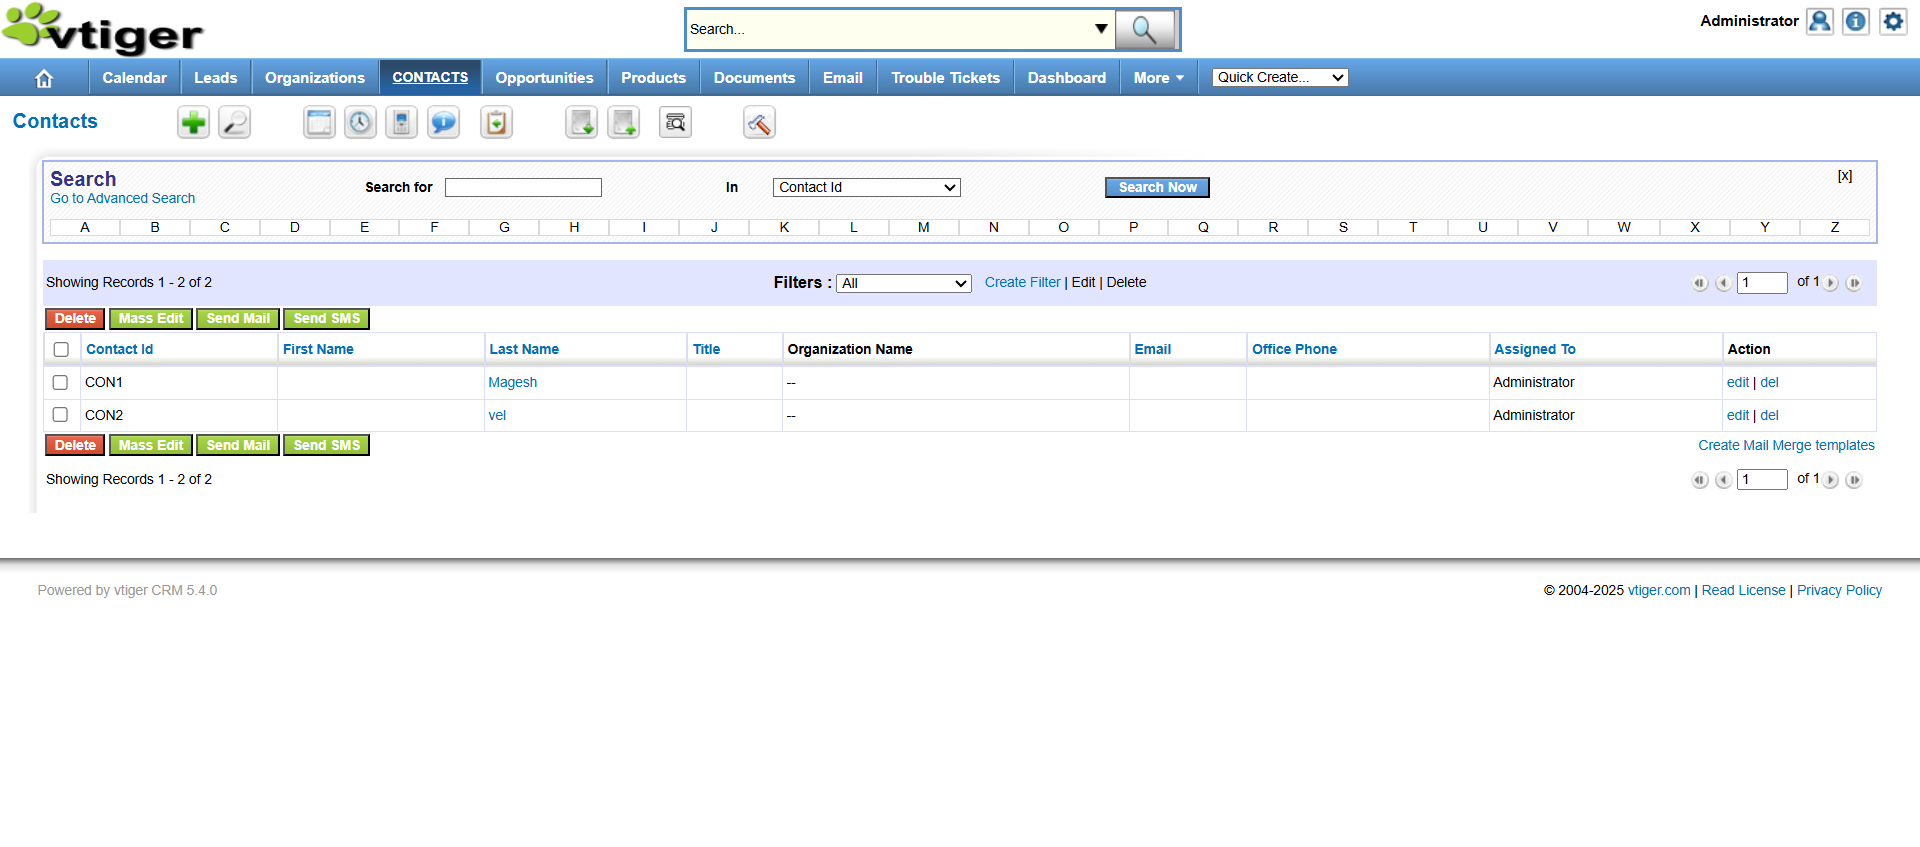 vtiger
Search...
Administrator
Calendar Leads Organizations CONTACTS Opportunities Products Documents Email Trouble Tickets Dashboard More Quick Create...
Contacts
Search
Go to Advanced Search
Search for In Contact Id Search Now [x]
A B C D E F G H I J K L M N O P Q R S T U V W X Y Z
Showing Records 1 - 2 of 2 Filters : All Create Filter | Edit | Delete 1 of 1
Delete Mass Edit Send Mail Send SMS
Contact Id First Name Last Name Title Organization Name Email Office Phone Assigned To Action
CON1 Magesh -- Administrator edit | del
CON2 vel -- Administrator edit | del
Delete Mass Edit Send Mail Send SMS Create Mail Merge templates
Showing Records 1 - 2 of 2 1 of 1
Powered by vtiger CRM 5.4.0 © 2004-2025 vtiger.com | Read License | Privacy Policy